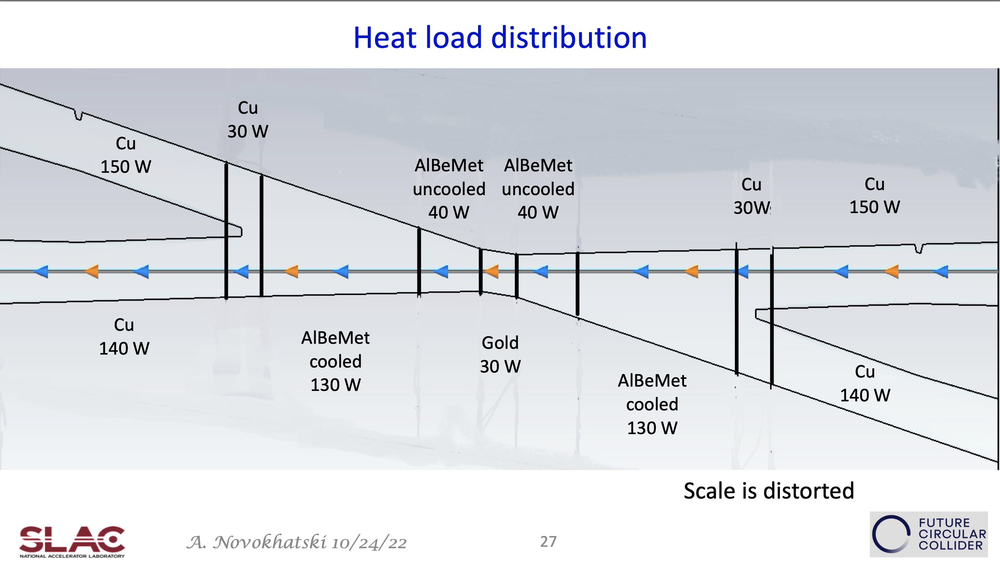 Heat load distribution
Cu
30 W
Cu
150 W
AlBeMet
uncooled
40 W
AlBeMet
uncooled
40 W
Cu
30W
Cu
150 W
Cu
140 W
AlBeMet
cooled
130 W
Gold
30 W
AlBeMet
cooled
130 W
Cu
140 W
Scale is distorted
SLAC
NATIONAL ACCELERATOR LABORATORY
A. Novokhatski 10/24/22
27
FUTURE
CIRCULAR
COLLIDER